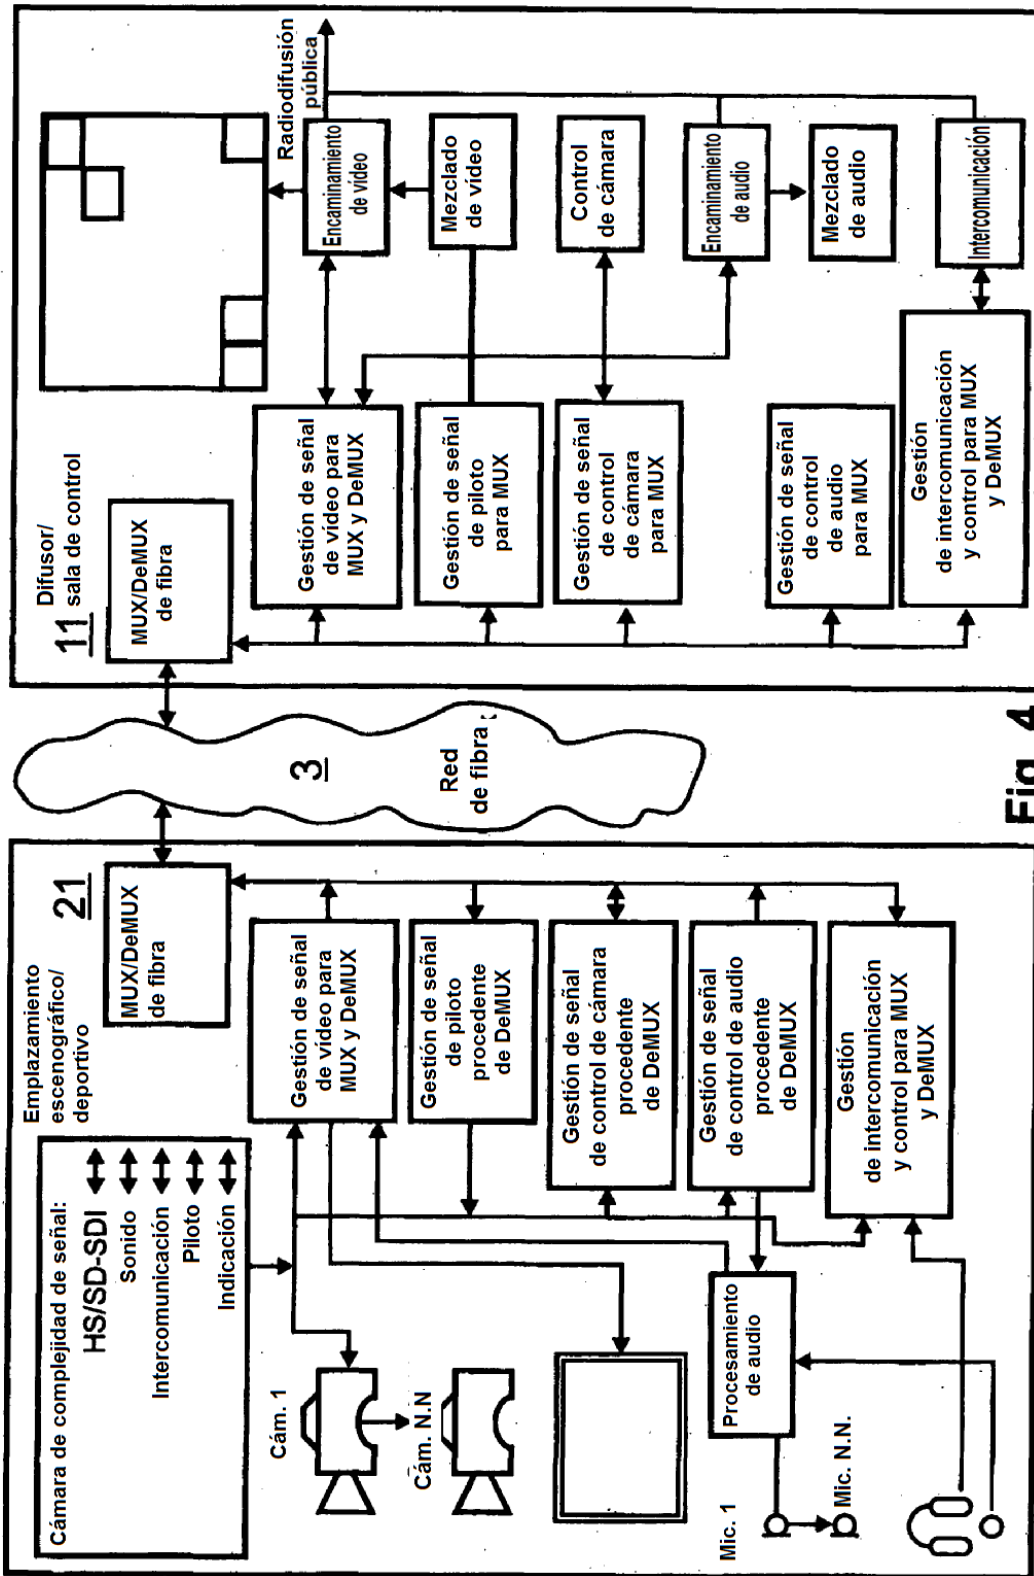 Emplazamiento
escenográfico/
deportivo
21
Cámara de complejidad de señal:
HS/SD-SDI
Sonido
Intercomunicación
Piloto
Indicación
MUX/DeMUX
de fibra
Gestión de señal
de vídeo para
MUX y DeMUX
Gestión de señal
de piloto
procedente
de DeMUX
Gestión de señal
de control de cámara
procedente
de DeMUX
Gestión de señal
de control de audio
procedente
de DeMUX
Gestión
de intercomunicación
y control para MUX
y DeMUX
Cám. 1
Cám. N.N
Procesamiento
de audio
Mic. 1
Mic. N.N.
3
Red
de fibra
11
Difusor/
sala de control
MUX/DeMUX
de fibra
Gestión de señal
de vídeo para
MUX y DeMUX
Gestión de señal
de piloto
para MUX
Gestión de señal
de control
de cámara
para MUX
Gestión de señal
de control
de audio
para MUX
Gestión
de intercomunicación
y control para MUX
y DeMUX
Radiodifusión
pública
Encaminamiento
de vídeo
Mezclado
de vídeo
Control
de cámara
Encaminamiento
de audio
Mezclado
de audio
Intercomunicación
Fig. 4